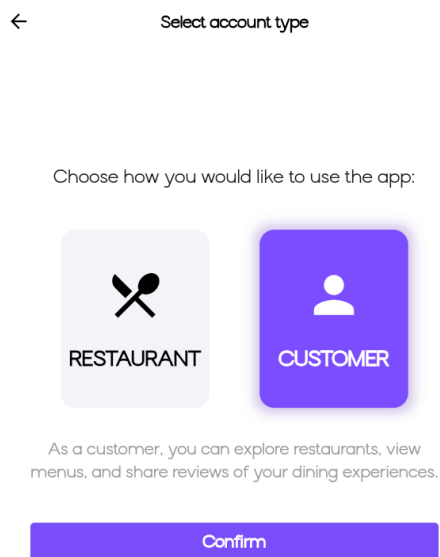 Select account type
Choose how you would like to use the app:
RESTAURANT
CUSTOMER
As a customer, you can explore restaurants, view
menus, and share reviews of your dining experiences.
Confirm